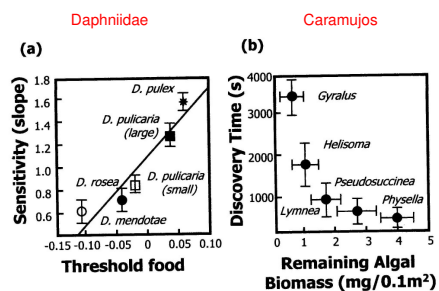 Daphniidae
Caramujos
(a)
(b)
Sensitivity (slope)
1.8
1.6
1.4
1.2
1.0
0.8
0.6
D. pulex
D. pulicaria
(large)
D. rosea
D. pulicaria
(small)
D. mendotae
-0.15 -0.10 -0.05 0 0.05 0.10
Threshold food
Discovery Time (s)
4000
3000
2000
1000
Gyralus
Helisoma
Pseudosuccinea
Lymnea
Physella
0 1 2 3 4 5
Remaining Algal
Biomass (mg/0.1m²)